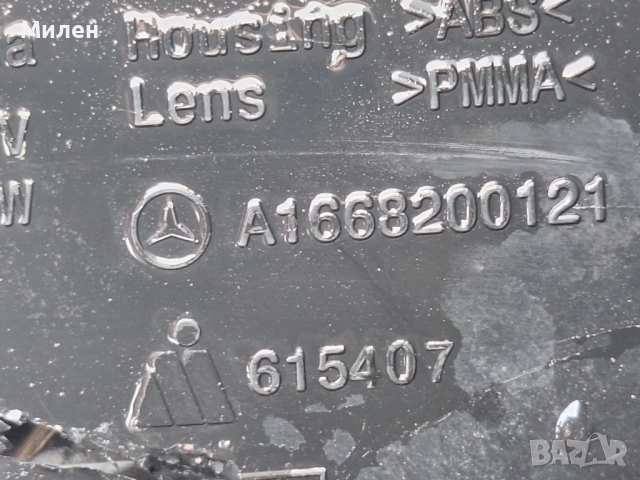 Милен
a Housing >ABS<
Lens >PMMA<
V
W
A1668200121
615407
BAZAR